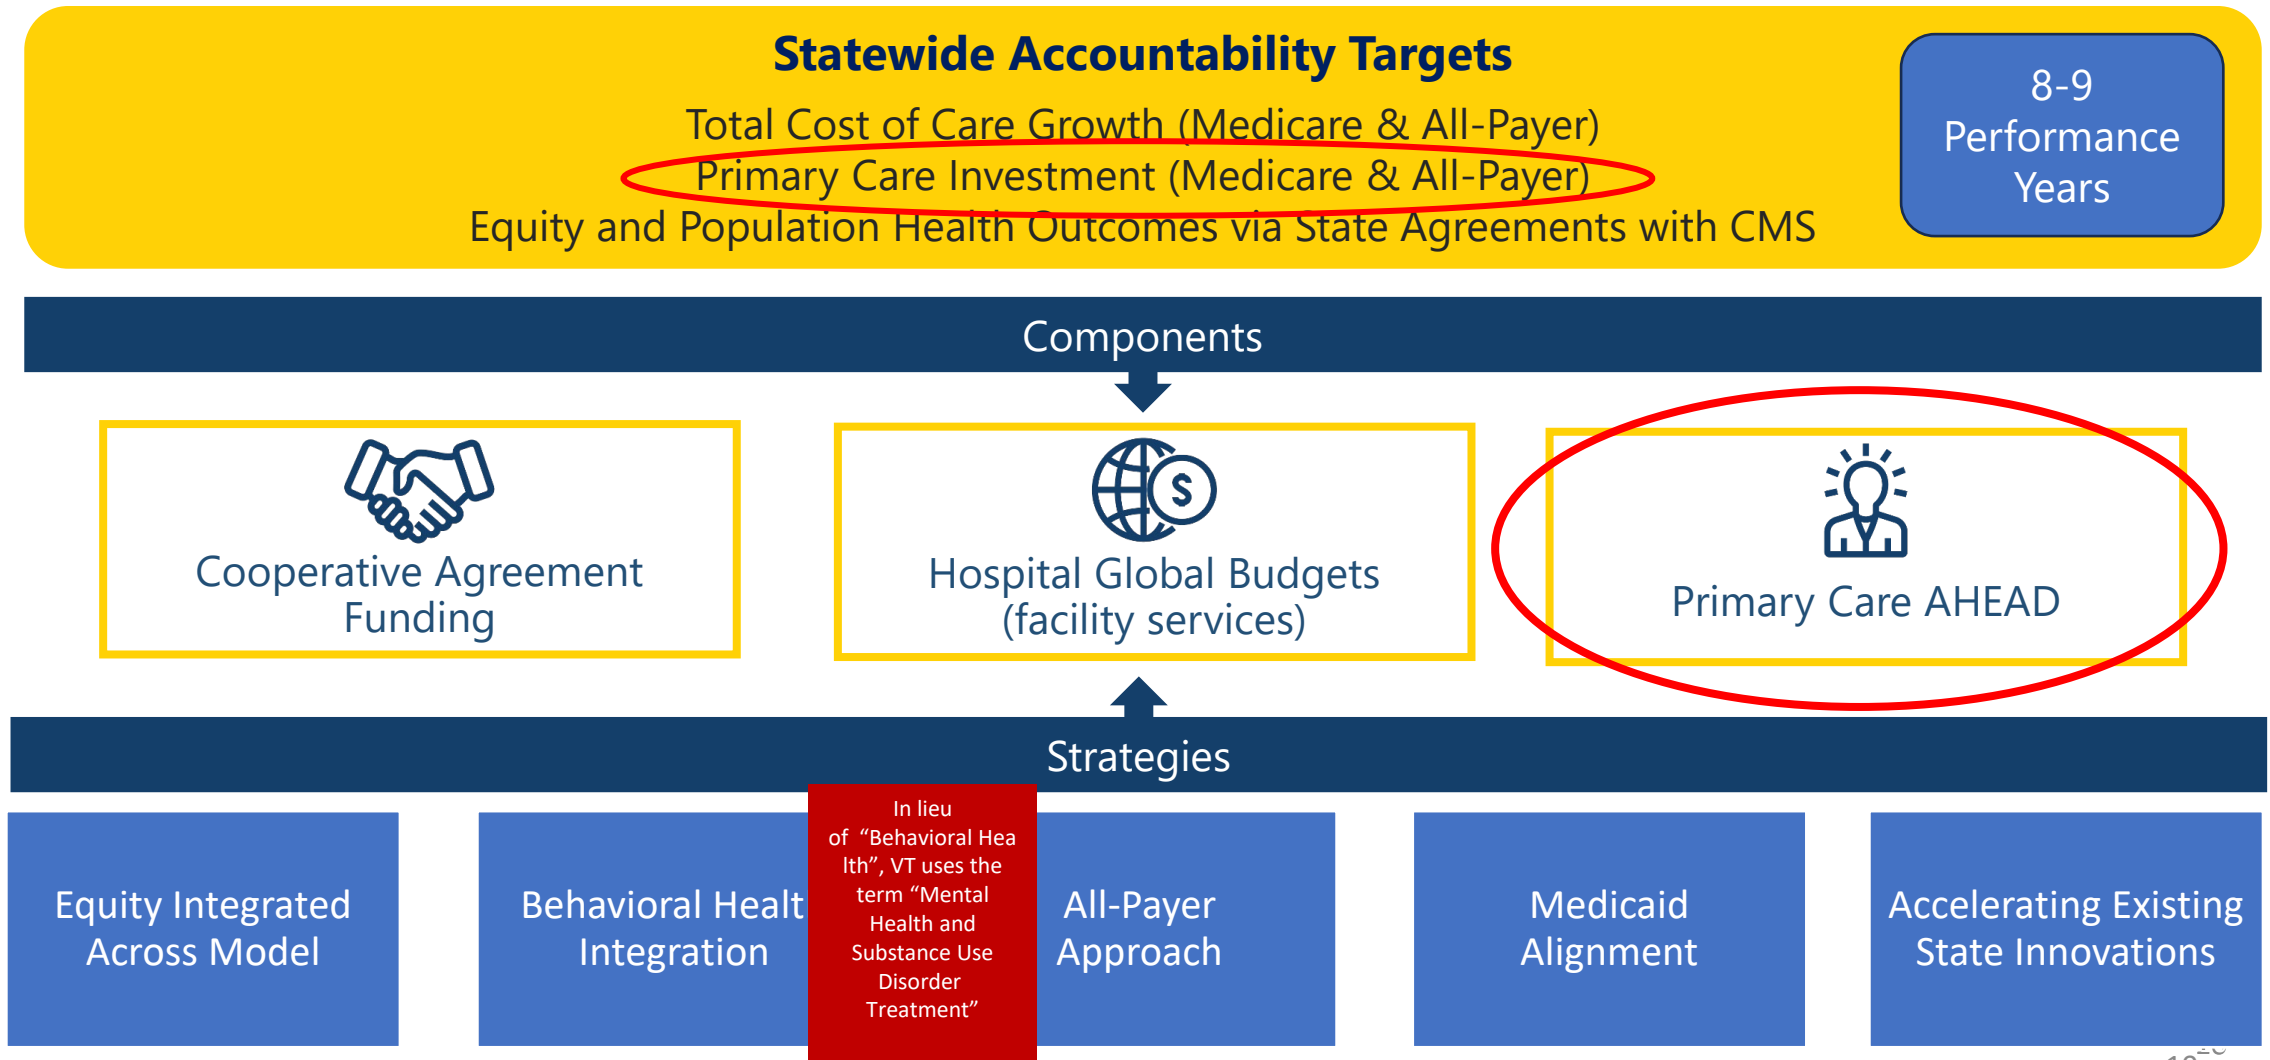 Statewide Accountability Targets
Total Cost of Care Growth (Medicare & All-Payer)
Primary Care Investment (Medicare & All-Payer)
Equity and Population Health Outcomes via State Agreements with CMS
8-9
Performance
Years
Components
Cooperative Agreement
Funding
$
Hospital Global Budgets
(facility services)
Primary Care AHEAD
Strategies
Equity Integrated
Across Model
Behavioral Healt
Integration
In lieu
of “Behavioral Hea
lth”, VT uses the
term “Mental
Health and
Substance Use
Disorder
Treatment”
All-Payer
Approach
Medicaid
Alignment
Accelerating Existing
State Innovations